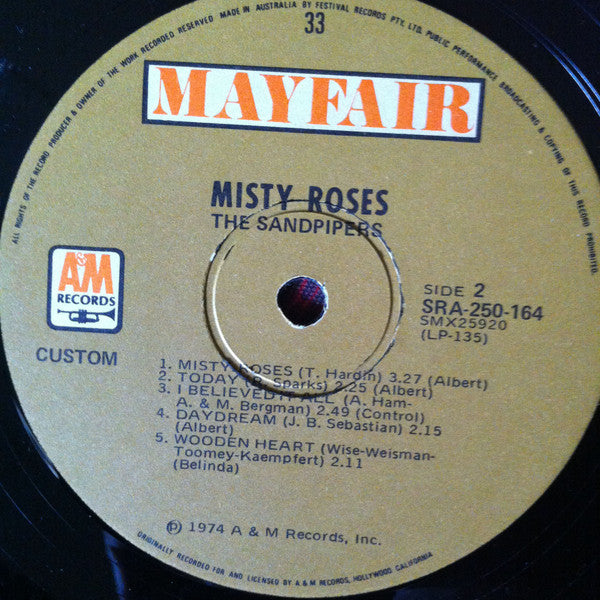 ALL RIGHTS OF THE RECORD PRODUCER & OWNER OF THE WORK RECORDED RESERVED MADE IN AUSTRALIA BY FESTIVAL RECORDS PTY. LTD. PUBLIC PERFORMANCE BROADCASTING & COPYING OF THIS RECORD PROHIBITED.
33
MAYFAIR
MISTY ROSES
THE SANDPIPERS
A&M
RECORDS
CUSTOM
SIDE 2
SRA-250-164
SMX25920
(LP-135)
1. MISTY ROSES (T. Hardin) 3.27 (Albert)
2. TODAY (R. Sparks) 2.25 (Albert)
3. I BELIEVED IT ALL (A. Ham-
A. & M. Bergman) 2.49 (Control)
4. DAYDREAM (J. B. Sebastian) 2.15
(Albert)
5. WOODEN HEART (Wise-Weisman-
Toomey-Kaempfert) 2.11
(Belinda)
℗ 1974 A & M Records, Inc.
ORIGINALLY RECORDED FOR AND LICENSED BY A. & M RECORDS, HOLLYWOOD, CALIFORNIA